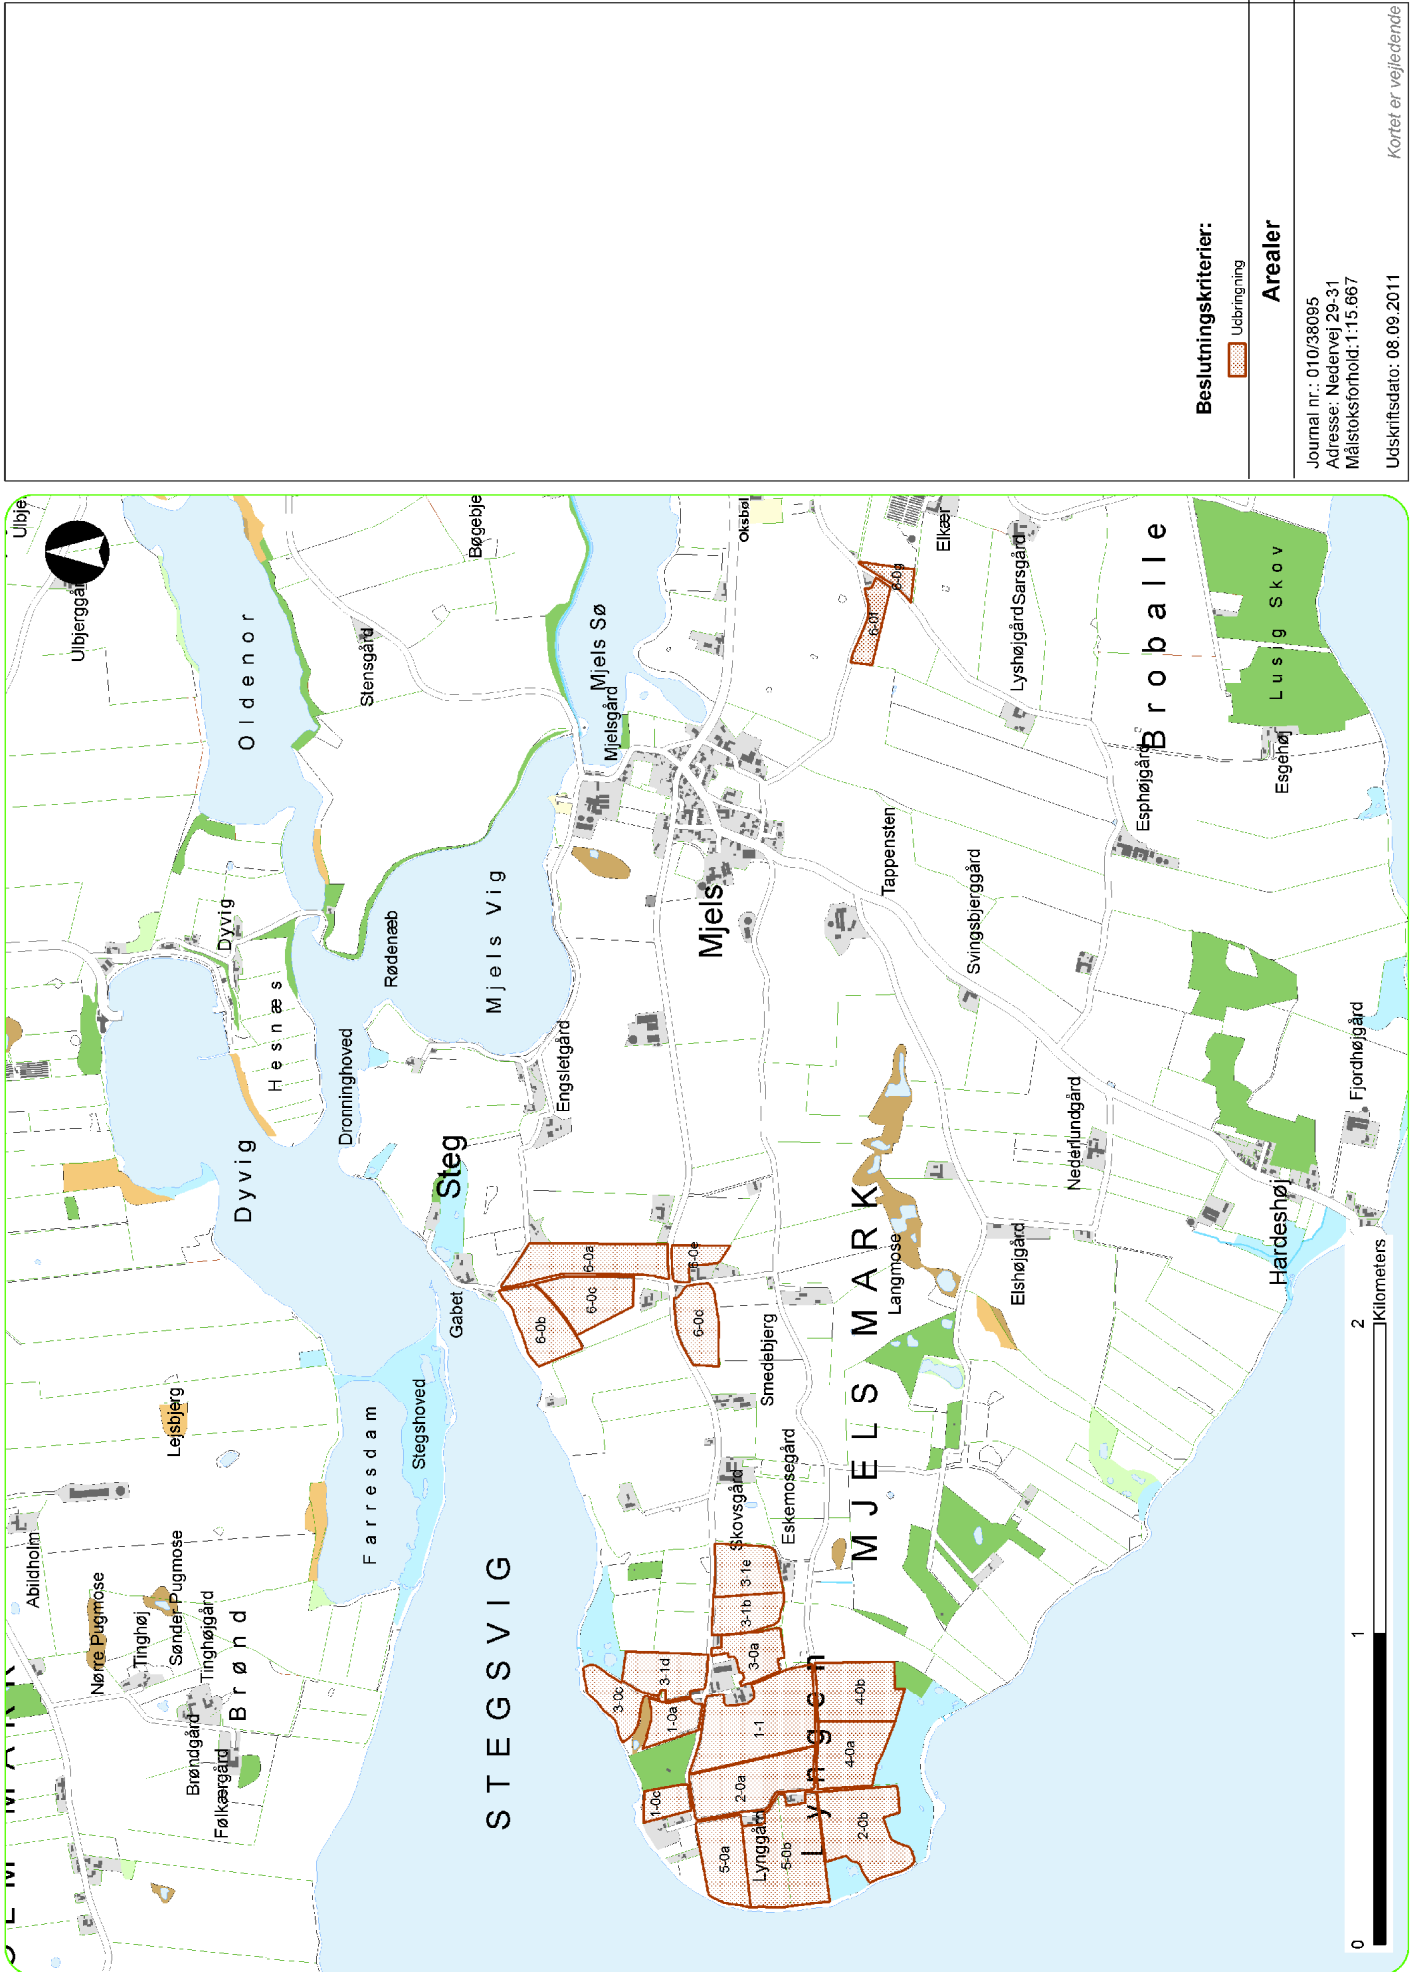 Ulbje
Ulbjerggår
Oldenor
Stensgård
Bøgebje
Mjels Sø
Mjelsgård
Oksbøl
Elkær
6-0g
6-0f
Lyshøjgård
Sarsgård
Broballe
Lusig Skov
Esgehøj
Esphøjgård
Dyvig
Hesnæs
Rødenæb
Mjels Vig
Mjels
Tappensten
Svingsbjerggård
Dronninghoved
Engsletgård
Fjordhøjgård
Nederlundgård
Hardeshøj
Dyvig
Steg
Gabet
6-0a
6-0b
6-0c
6-0e
6-0d
Langmose
Elshøjgård
MJELS MARK
Smedebjerg
Lejsbjerg
Farresdam
Stegshoved
Skovsgård
Eskemosegård
Abildholm
Nørre Pugmose
Tinghøj
Sønder Pugmose
Tinghøjgård
Brønd
Brøndgård
Følkærgård
STEGSVIG
3-1e
3-1b
3-0a
3-1d
3-0c
1-0a
1-1
4-0b
4-0a
2-0a
1-0c
2-0b
5-0a
5-0b
Lynggård
Lyngen
0 1 2
Kilometers
Beslutningskriterier:
Udbringning
Arealer
Journal nr.: 010/38095
Adresse: Nedervej 29-31
Målstoksforhold:1:15.667
Udskriftsdato: 08.09.2011
Kortet er vejledende